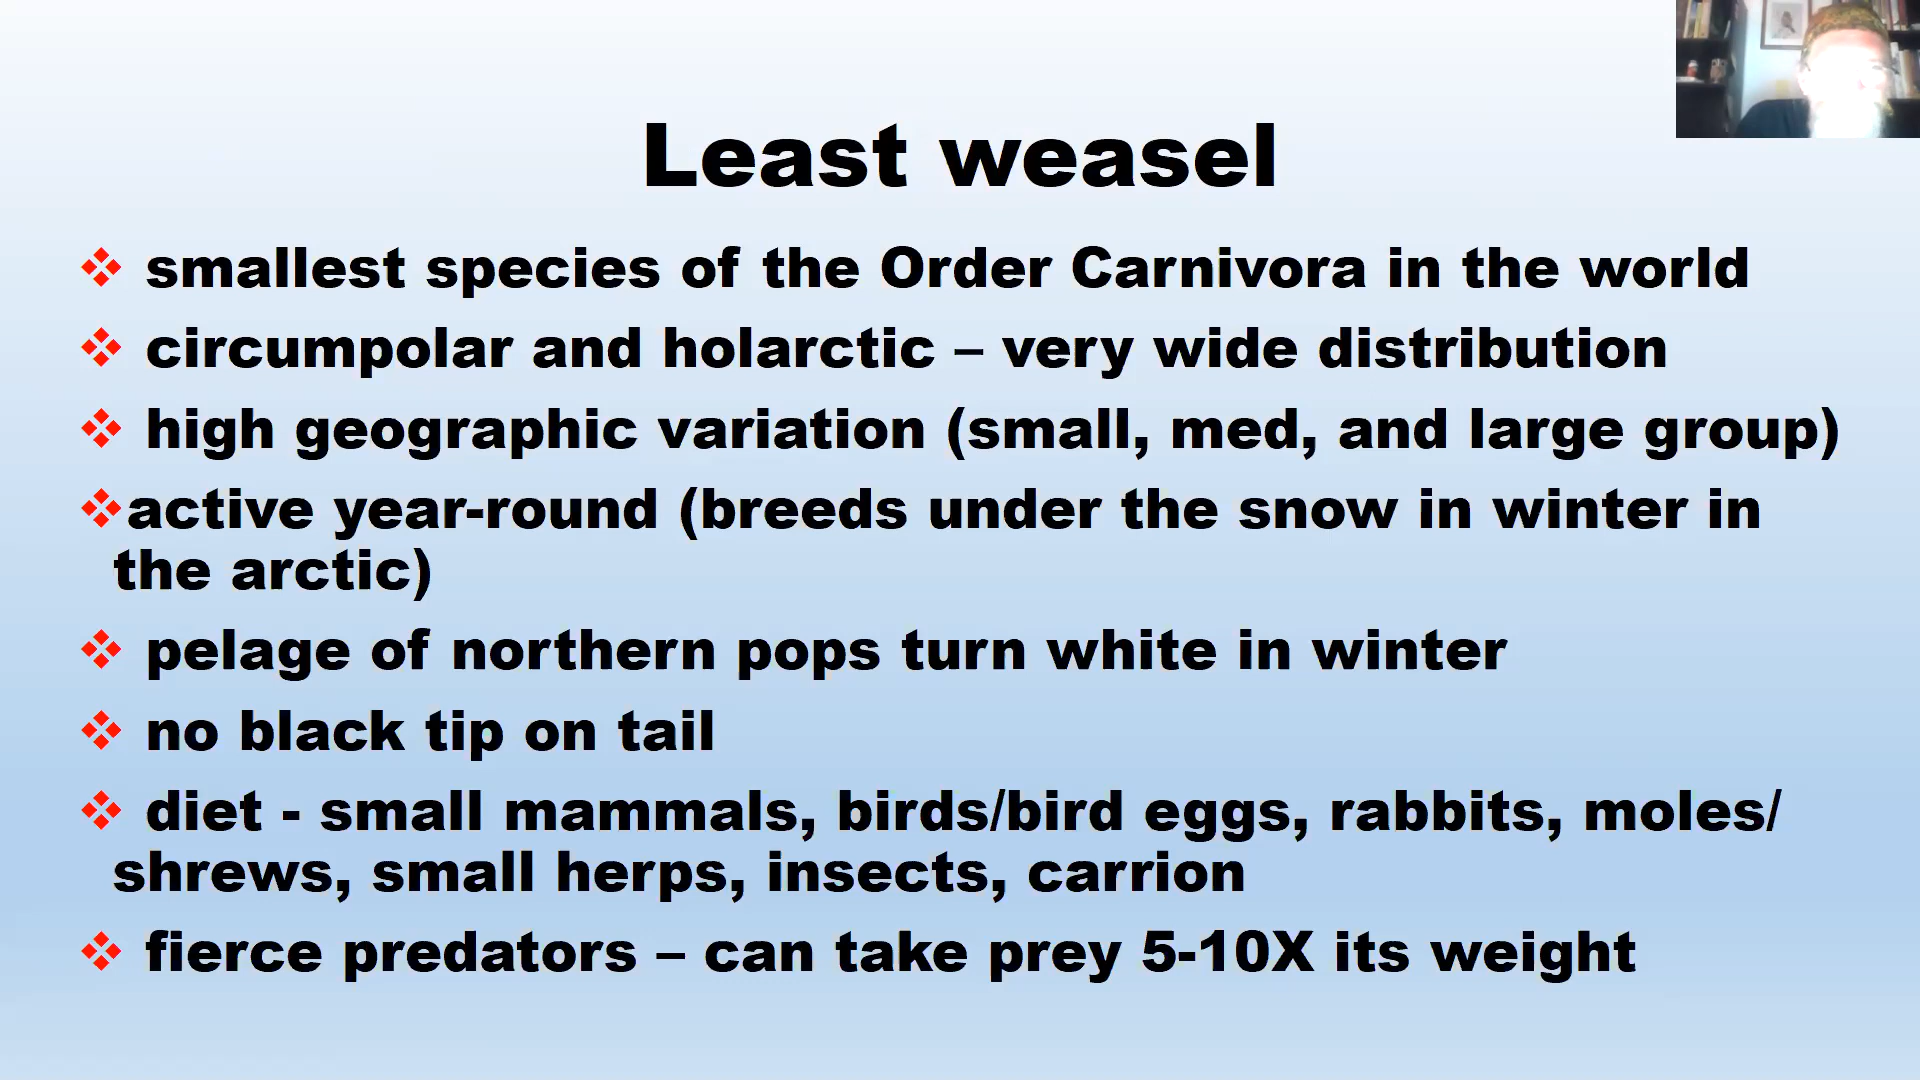 Least weasel
smallest species of the Order Carnivora in the world
circumpolar and holarctic – very wide distribution
high geographic variation (small, med, and large group)
active year-round (breeds under the snow in winter in
the arctic)
pelage of northern pops turn white in winter
no black tip on tail
diet - small mammals, birds/bird eggs, rabbits, moles/
shrews, small herps, insects, carrion
fierce predators – can take prey 5-10X its weight